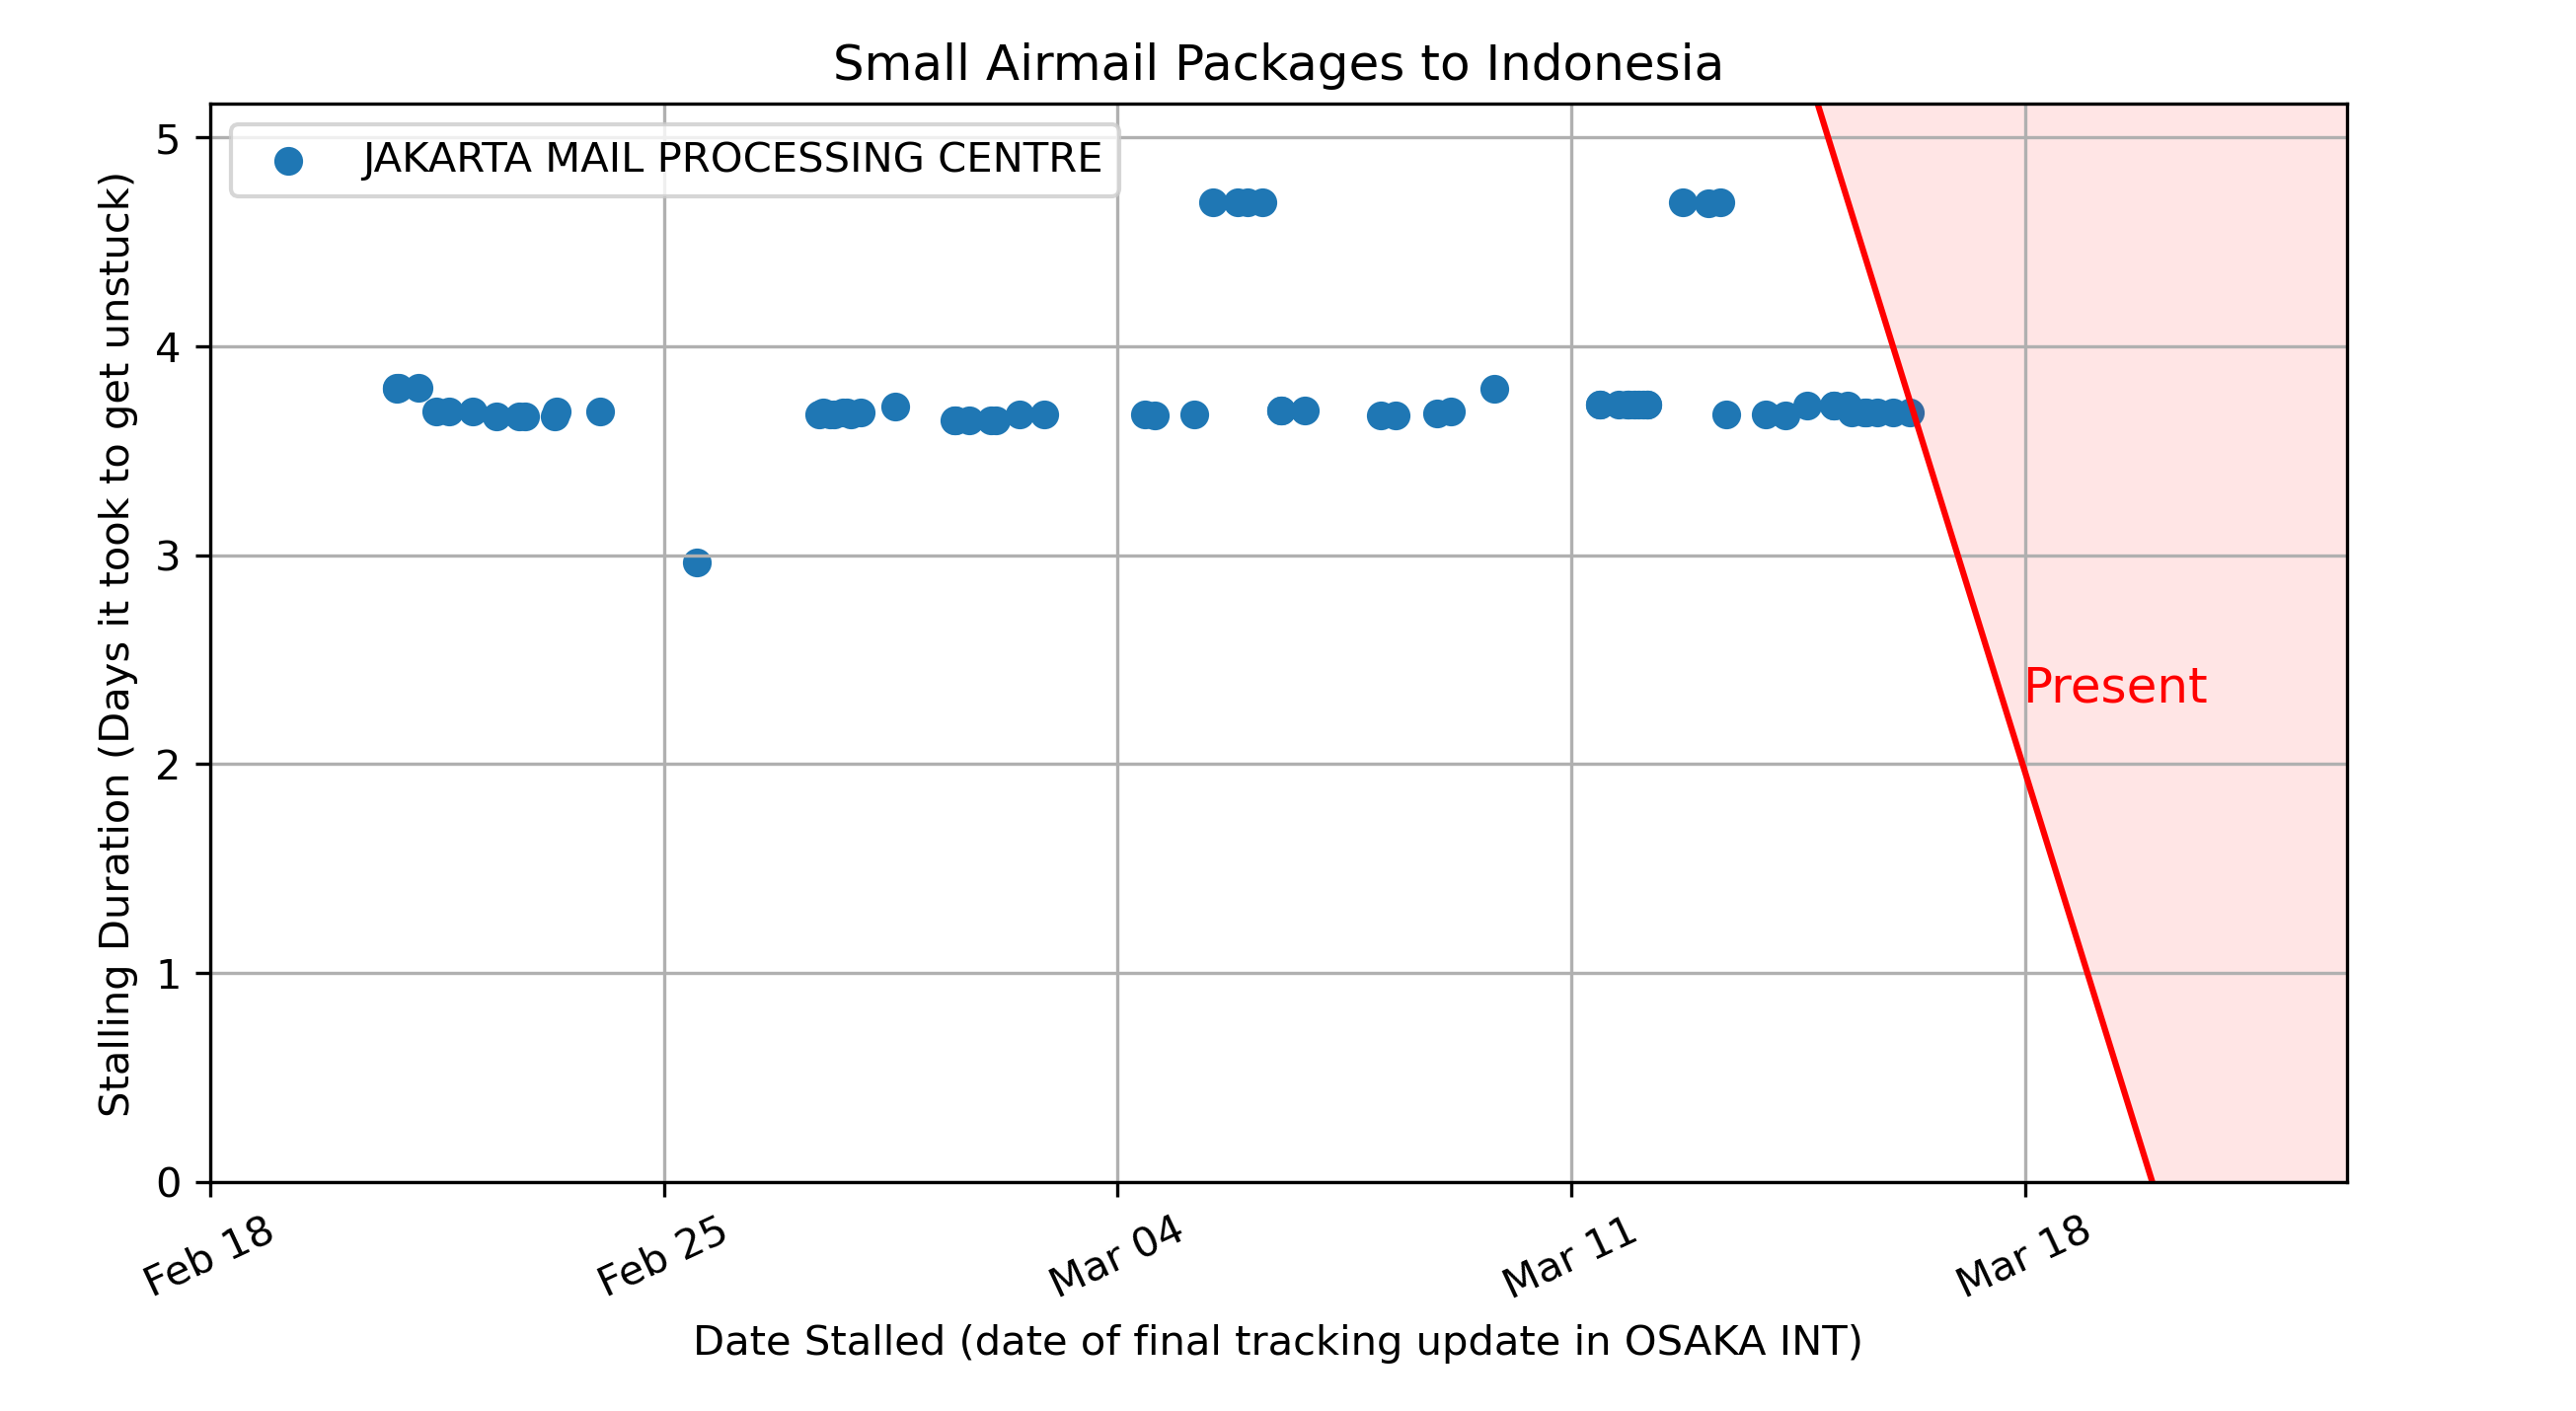 Small Airmail Packages to Indonesia
JAKARTA MAIL PROCESSING CENTRE
Stalling Duration (Days it took to get unstuck)
5
4
3
2
1
0
Present
Feb 18
Feb 25
Mar 04
Mar 11
Mar 18
Date Stalled (date of final tracking update in OSAKA INT)